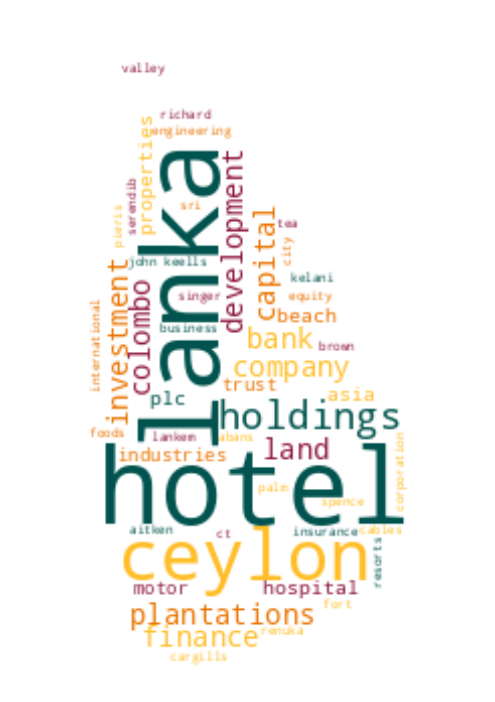 valley
richard
engineering
properties
lanka
development
serendib
sri
pieris
capital
tea
city
john keells
investment
kelani
colombo
singer
equity
international
business
beach
bank
brown
company
trust
plc
asia
holdings
foods
lankem
abans
land
corporation
industries
hotel
palm
spence
aitken
ct
insurance
cables
ceylon
resorts
motor
hospital
plantations
fort
finance
renuka
cargills